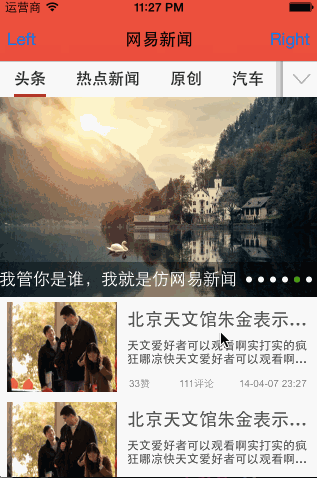 运营商 11:27 PM
Left 网易新闻 Right
头条 热点新闻 原创 汽车
我管你是谁，我就是仿网易新闻
北京天文馆朱金表示...
天文爱好者可以观看啊实打实的疯
狂哪凉快天文爱好者可以观看啊...
33赞 111评论 14-04-07 23:27
北京天文馆朱金表示...
天文爱好者可以观看啊实打实的疯
狂哪凉快天文爱好者可以观看啊...